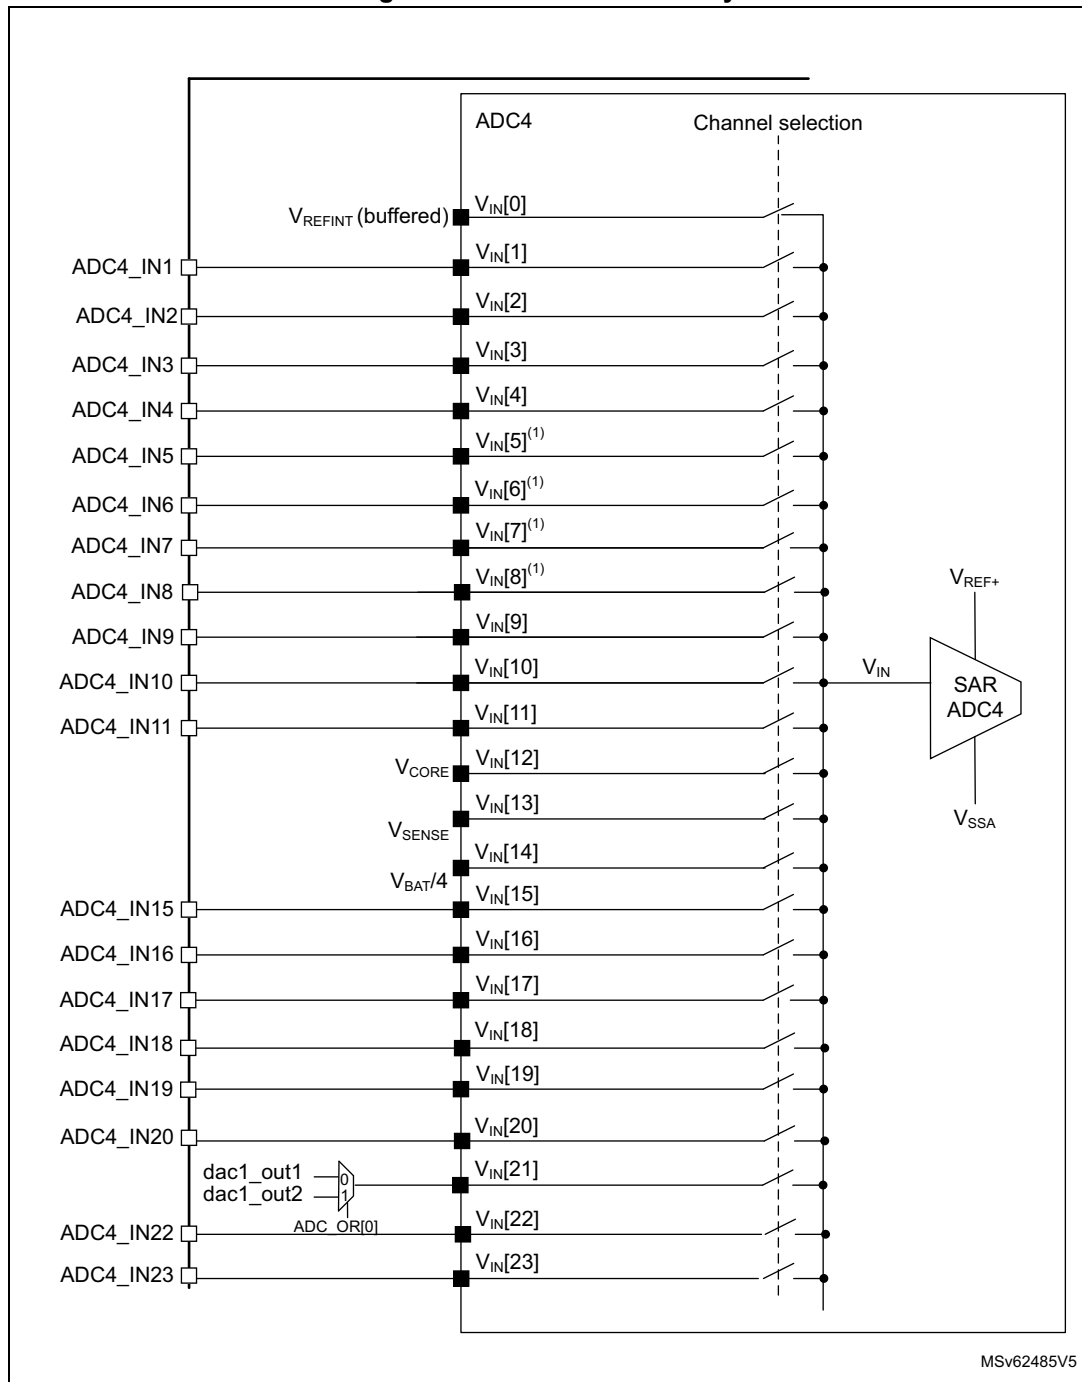 ADC4
Channel selection
VREFINT (buffered)
VIN[0]
ADC4_IN1
VIN[1]
ADC4_IN2
VIN[2]
ADC4_IN3
VIN[3]
ADC4_IN4
VIN[4]
ADC4_IN5
VIN[5](1)
ADC4_IN6
VIN[6](1)
ADC4_IN7
VIN[7](1)
ADC4_IN8
VIN[8](1)
VREF+
ADC4_IN9
VIN[9]
ADC4_IN10
VIN[10]
VIN
SAR
ADC4
ADC4_IN11
VIN[11]
VCORE
VIN[12]
VSENSE
VIN[13]
VSSA
VBAT/4
VIN[14]
ADC4_IN15
VIN[15]
ADC4_IN16
VIN[16]
ADC4_IN17
VIN[17]
ADC4_IN18
VIN[18]
ADC4_IN19
VIN[19]
ADC4_IN20
VIN[20]
dac1_out1
0
VIN[21]
dac1_out2
1
ADC_OR[0]
ADC4_IN22
VIN[22]
ADC4_IN23
VIN[23]
MSv62485V5